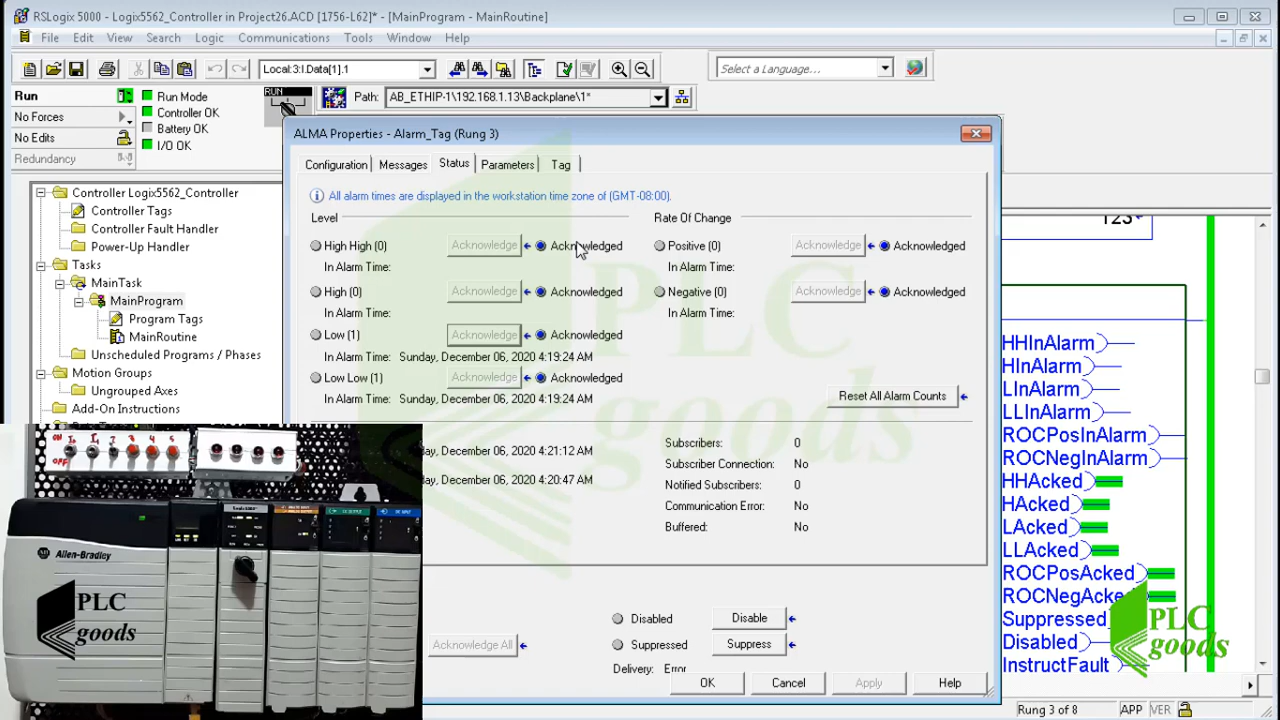 RSLogix 5000 - Logix5562_Controller in Project26.ACD [1756-L62]* - [MainProgram - MainRoutine]
File Edit View Search Logic Communications Tools Window Help
Local:3:I.Data[1].1
Select a Language...
Run
Run Mode
No Forces
Controller OK
No Edits
Battery OK
Redundancy
I/O OK
RUN
Path: AB_ETHIP-1\192.168.1.13\Backplane\1*
Controller Logix5562_Controller
Controller Tags
Controller Fault Handler
Power-Up Handler
Tasks
MainTask
MainProgram
Program Tags
MainRoutine
Unscheduled Programs / Phases
Motion Groups
Ungrouped Axes
Add-On Instructions
ALMA Properties - Alarm_Tag (Rung 3)
Configuration Messages Status Parameters Tag
All alarm times are displayed in the workstation time zone of (GMT-08:00).
Level
Rate Of Change
High High (0) Acknowledge Acknowledged
Positive (0) Acknowledge Acknowledged
In Alarm Time:
In Alarm Time:
High (0) Acknowledge Acknowledged
Negative (0) Acknowledge Acknowledged
In Alarm Time:
In Alarm Time:
Low (1) Acknowledge Acknowledged
In Alarm Time: Sunday, December 06, 2020 4:19:24 AM
Low Low (1) Acknowledge Acknowledged
In Alarm Time: Sunday, December 06, 2020 4:19:24 AM
Reset All Alarm Counts
December 06, 2020 4:21:12 AM
December 06, 2020 4:20:47 AM
Subscribers: 0
Subscriber Connection: No
Notified Subscribers: 0
Communication Error: No
Buffered: No
Disabled Disable
Acknowledge All
Suppressed Suppress
Delivery: Error
OK Cancel Apply Help
123
HHInAlarm
HInAlarm
LInAlarm
LLInAlarm
ROCPosInAlarm
ROCNegInAlarm
HHAcked
HAcked
LAcked
LLAcked
ROCPosAcked
ROCNegAcked
Suppressed
Disabled
InstructFault
Rung 3 of 8 APP VER
ON
OFF
Allen-Bradley
PLC
goods
PLC
goods
PLC
goods